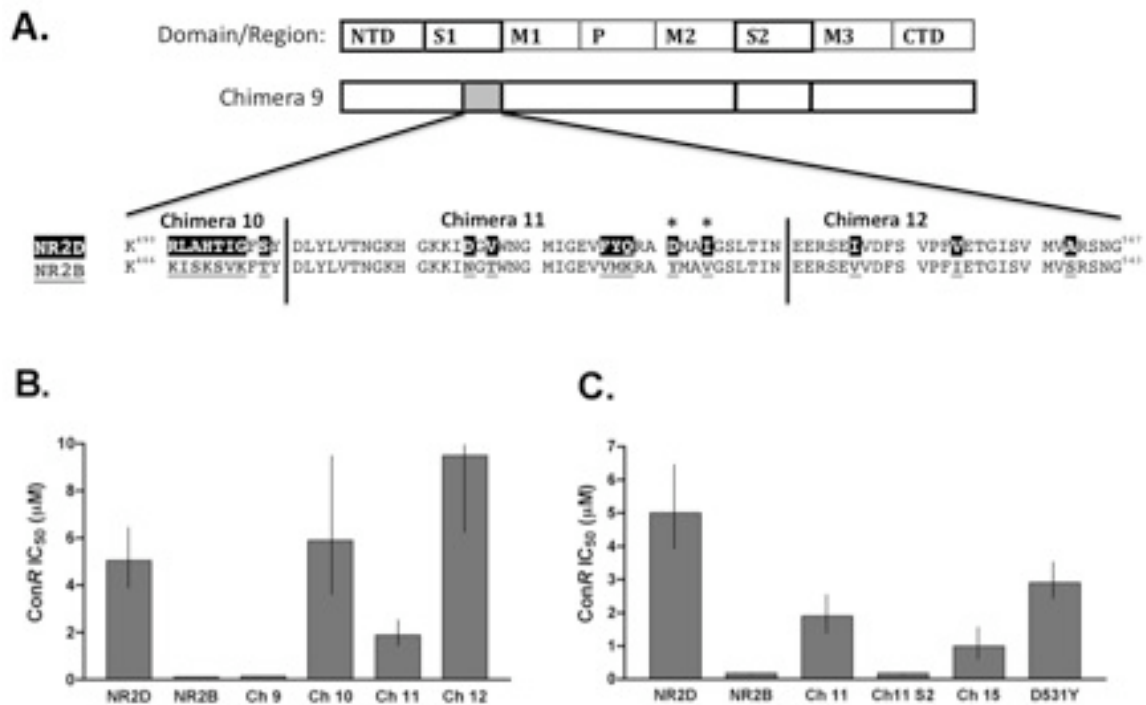 A.
Domain/Region: NTD S1 M1 P M2 S2 M3 CTD
Chimera 9
Chimera 10 Chimera 11 * * Chimera 12
NR2D K RLAHTIGFSY DLYLVTNGKH GKKIDGVWNG MIGEVFYQRA DMAIGSLTIN EERSEIVDFS VPFVETGISV MVARSNG
NR2B K KISKSVKFTY DLYLVTNGKH GKKINGTWNG MIGEVVMKRA YMAVGSLTIN EERSEVVDFS VPFIETGISV MVSRSNG
B.
ConR IC50 (μM)
10
8
6
4
2
0
NR2D NR2B Ch 9 Ch 10 Ch 11 Ch 12
C.
ConR IC50 (μM)
7
6
5
4
3
2
1
0
NR2D NR2B Ch 11 Ch11 S2 Ch 15 D531Y